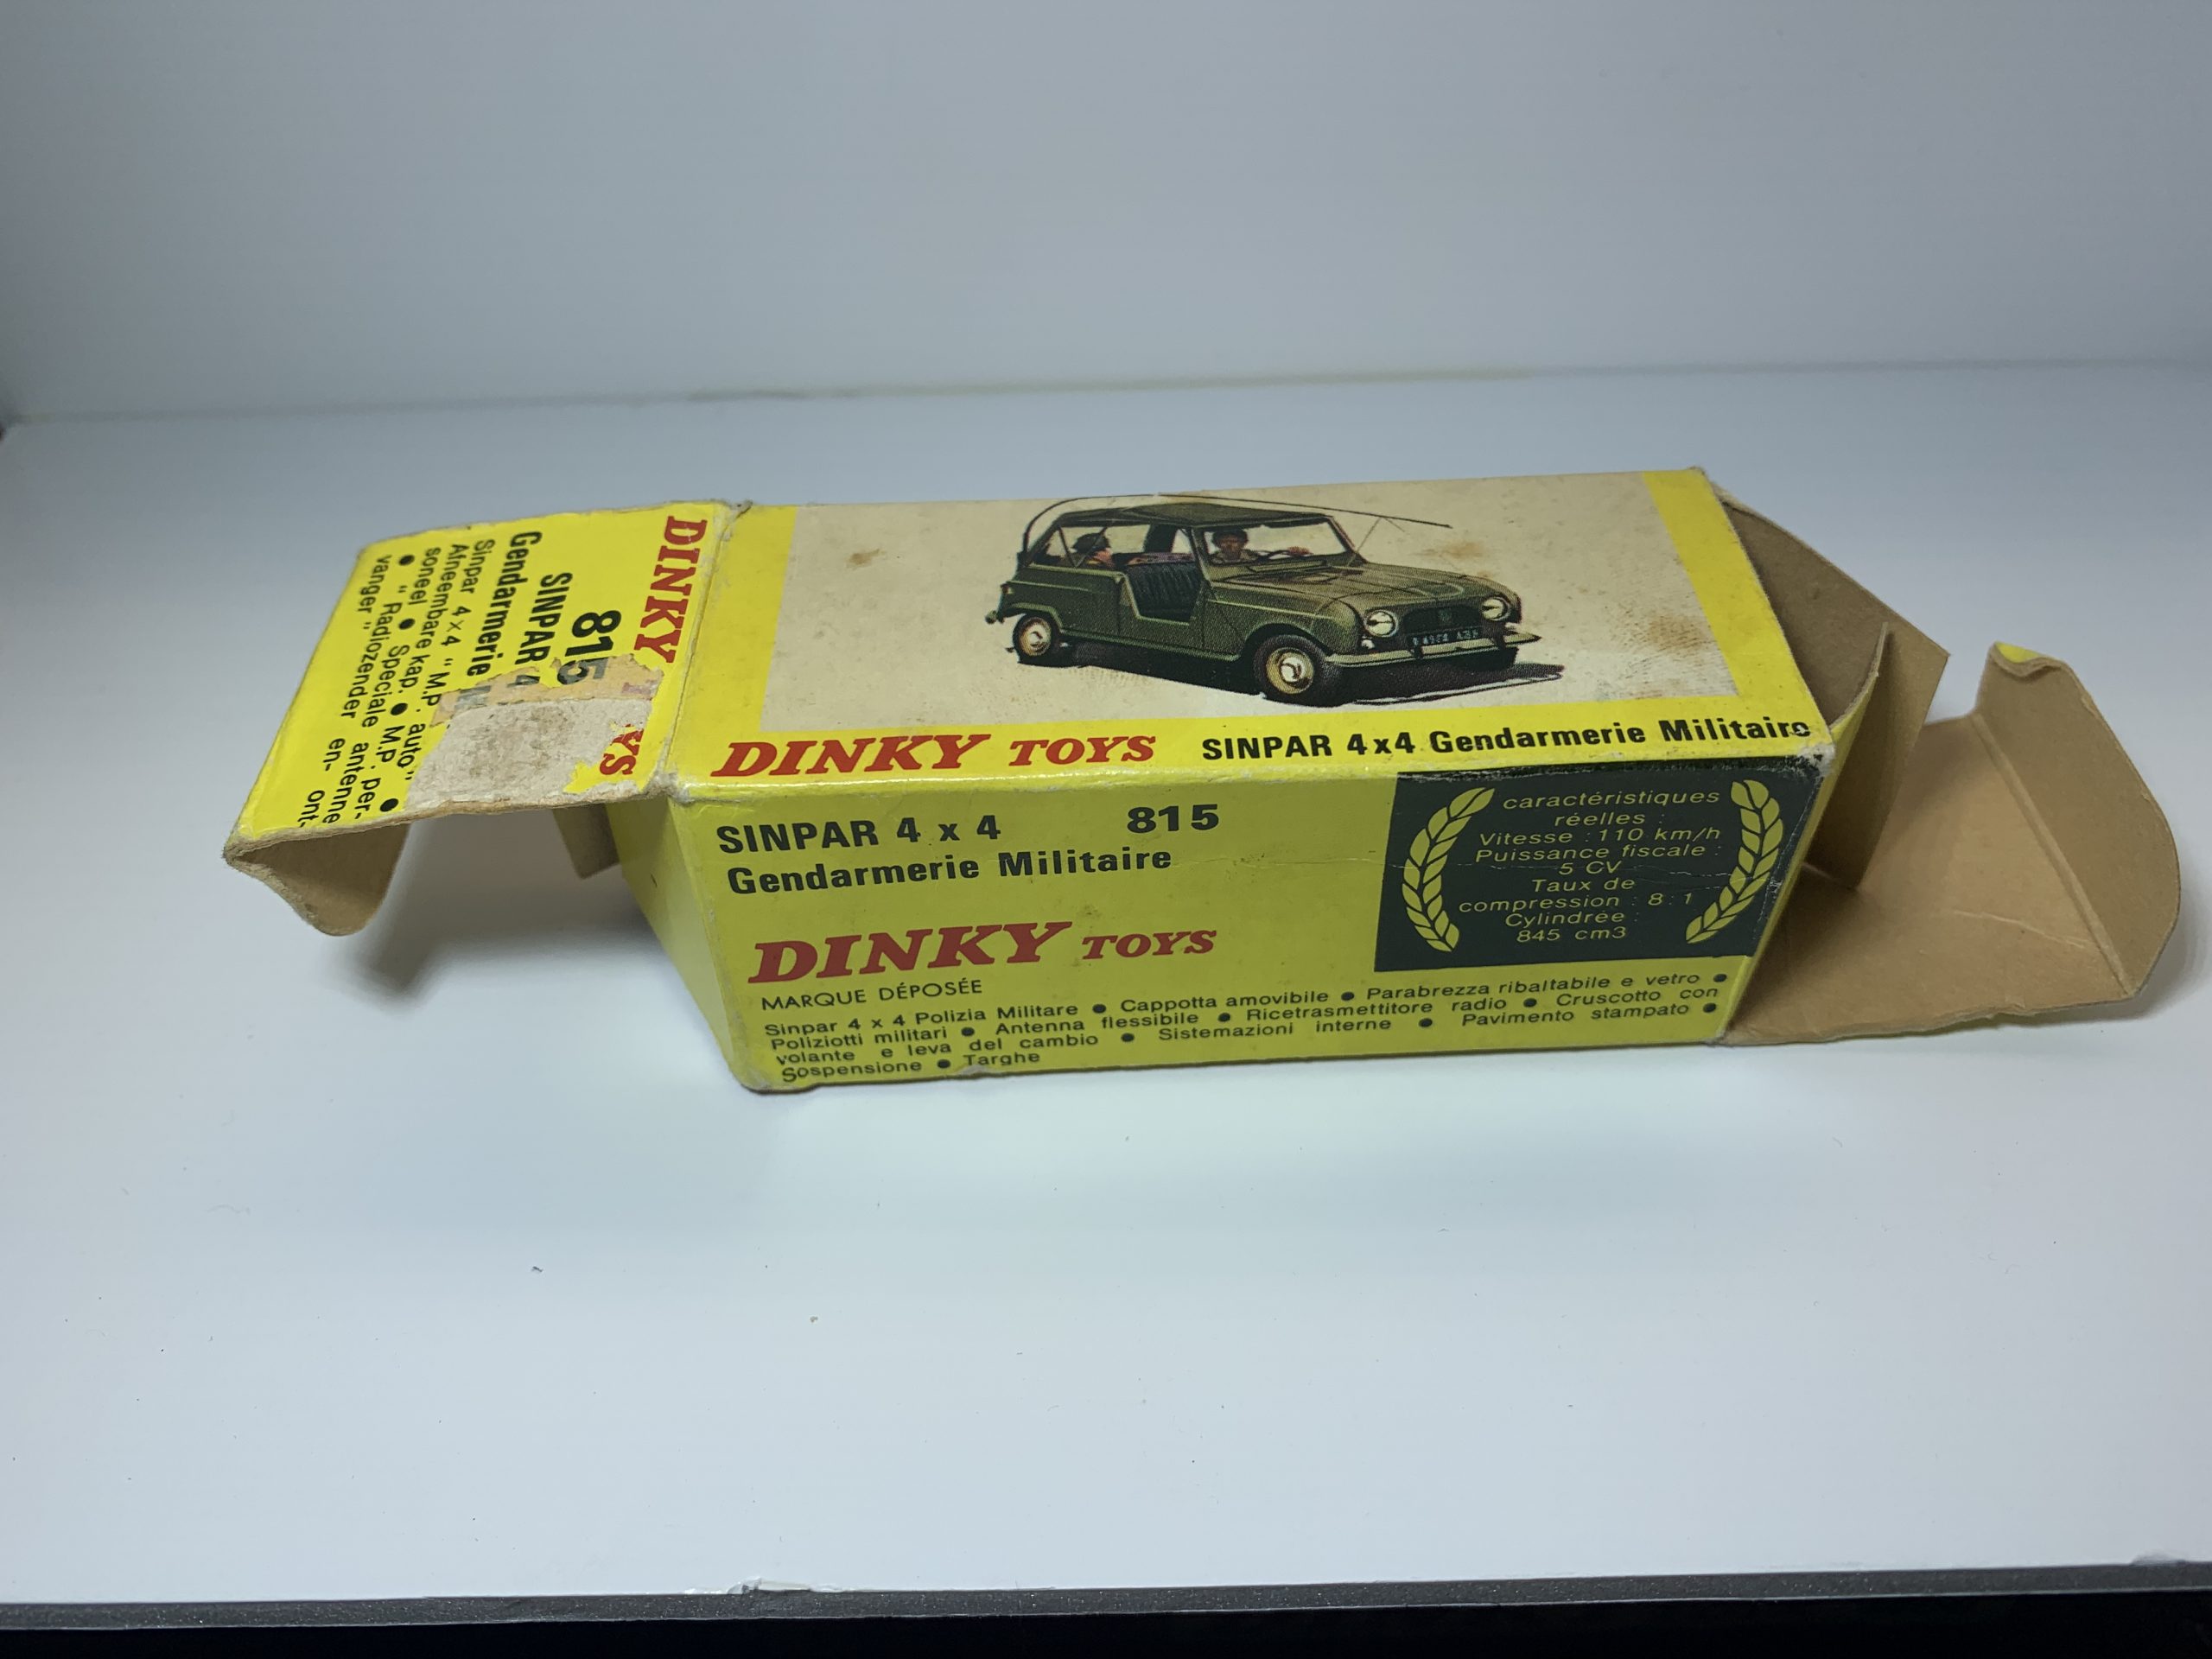 DINKY TOYS SINPAR 4x4 Gendarmerie Militaire
SINPAR 4 x 4 815
Gendarmerie Militaire
DINKY TOYS
MARQUE DÉPOSÉE
Sinpar 4 x 4 Polizia Militare ● Cappotta amovibile ● Parabrezza ribaltabile e vetro ●
Poliziotti militari ● Antenna flessibile ● Ricetrasmettitore radio ● Cruscotto con
volante e leva del cambio ● Sistemazioni interne ● Pavimento stampato ●
Sospensione ● Targhe
caractéristiques
réelles :
Vitesse : 110 km/h
Puissance fiscale :
5 CV
Taux de
compression : 8:1
Cylindrée :
845 cm3
DINKY
815
SINPAR 4
Gendarmerie
Sinpar 4 x 4 "M.P. auto" ●
Afneembare kap. ● M.P. per-
soneel ● Speciale antenne
● "Radiozender en- ont-
vanger"